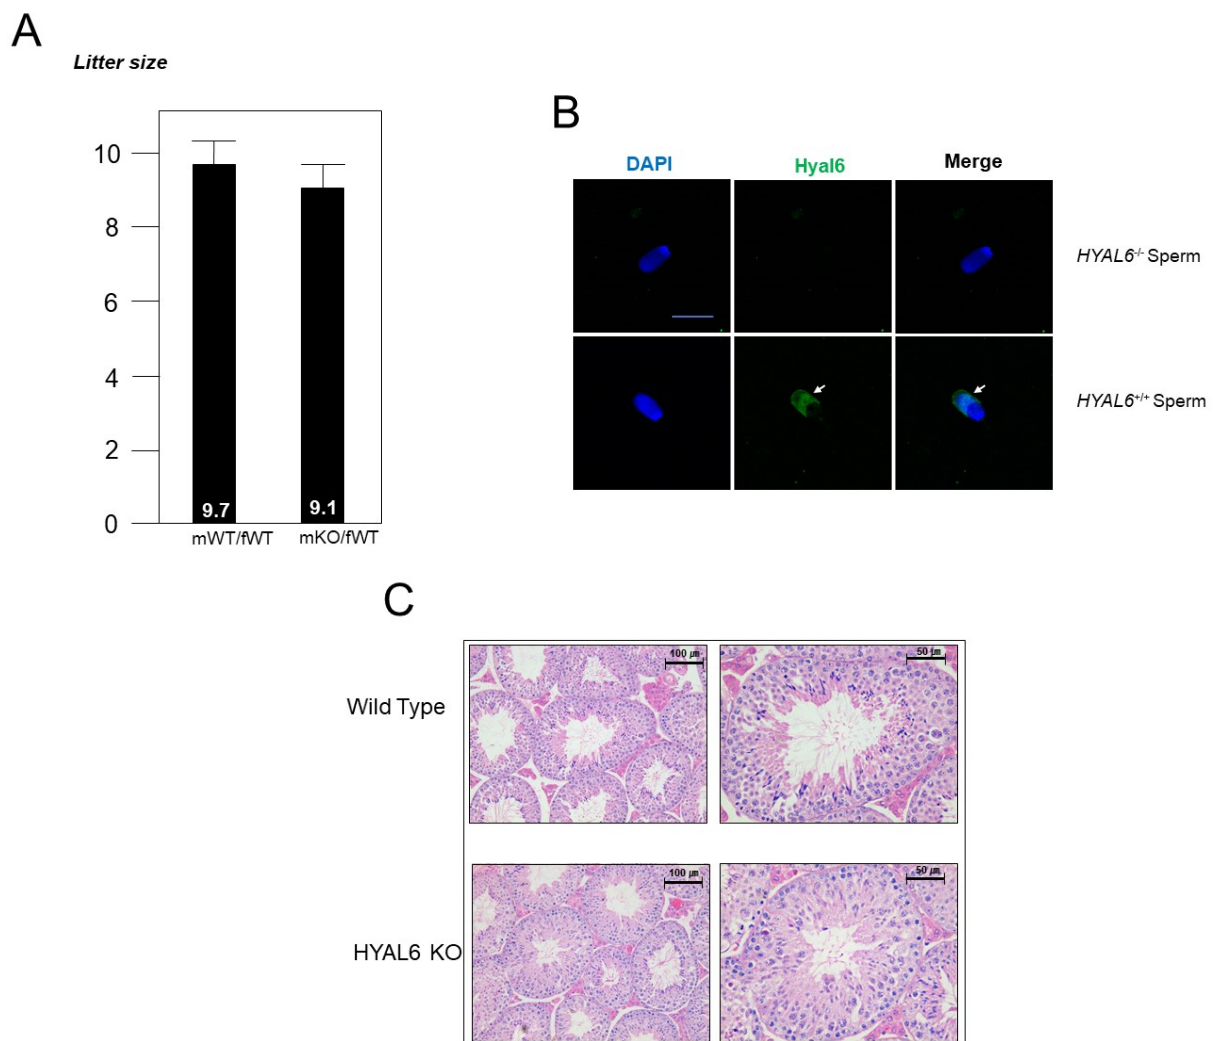 A
Litter size
10
8
6
4
2
0
9.7
9.1
mWT/fWT
mKO/fWT
B
DAPI
Hyal6
Merge
HYAL6-/- Sperm
HYAL6+/+ Sperm
C
Wild Type
100 ㎛
50 ㎛
HYAL6 KO
100 ㎛
50 ㎛